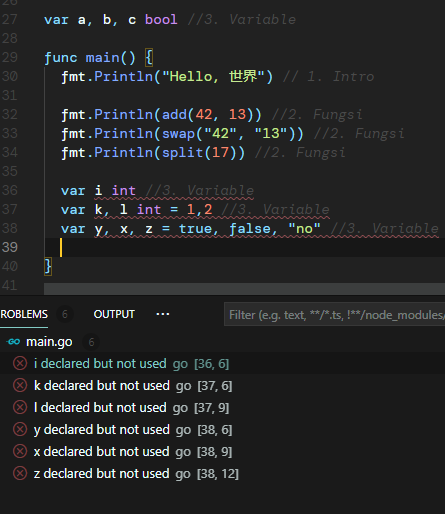 27 var a, b, c bool //3. Variable
28
29 func main() {
30 fmt.Println("Hello, 世界") // 1. Intro
31
32 fmt.Println(add(42, 13)) //2. Fungsi
33 fmt.Println(swap("42", "13")) //2. Fungsi
34 fmt.Println(split(17)) //2. Fungsi
35
36 var i int //3. Variable
37 var k, l int = 1,2 //3. Variable
38 var y, x, z = true, false, "no" //3. Variable
39
40 }
41
ROBLEMS 6 OUTPUT ... Filter (e.g. text, **/*.ts, !**/node_modules/
main.go 6
i declared but not used go [36, 6]
k declared but not used go [37, 6]
l declared but not used go [37, 9]
y declared but not used go [38, 6]
x declared but not used go [38, 9]
z declared but not used go [38, 12]